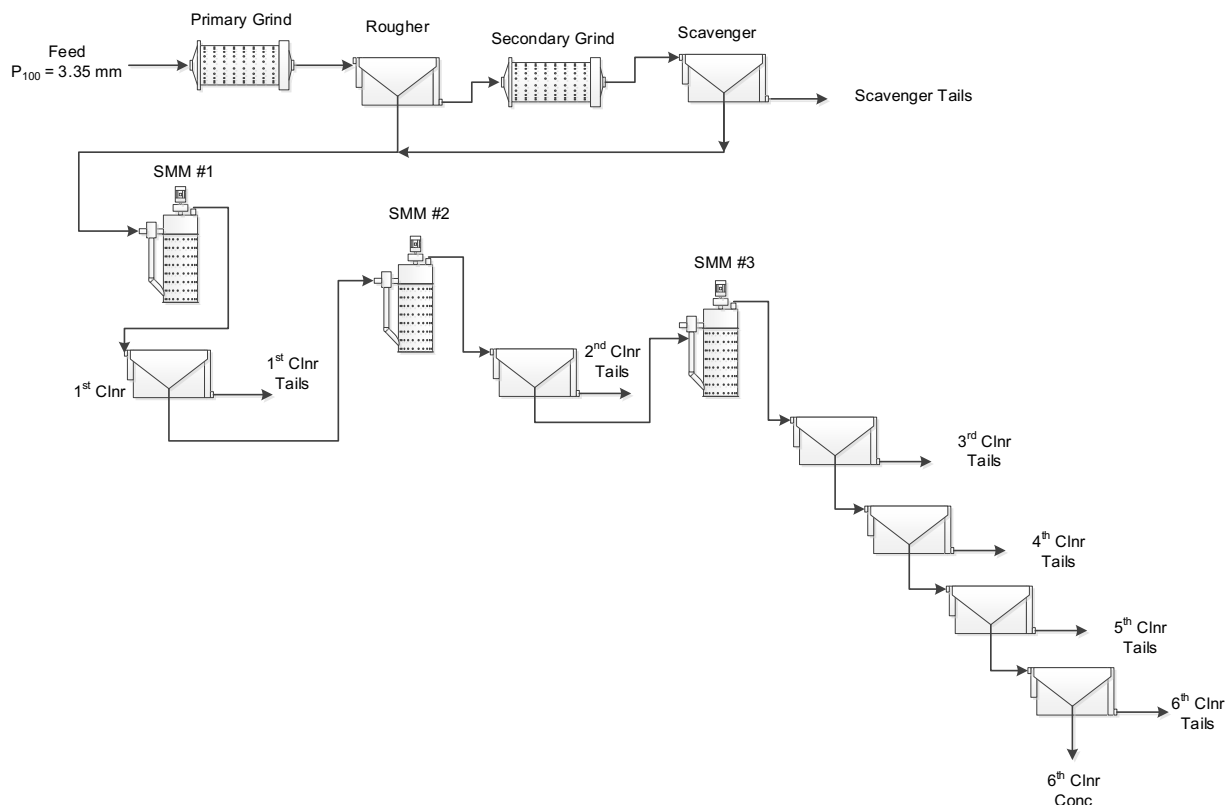 Primary Grind
Rougher
Scavenger
Secondary Grind
Feed
P100 = 3.35 mm
Scavenger Tails
SMM #1
SMM #2
SMM #3
1st Clnr
1st Clnr
Tails
2nd Clnr
Tails
3rd Clnr
Tails
4th Clnr
Tails
5th Clnr
Tails
6th Clnr
Tails
6th Clnr
Conc